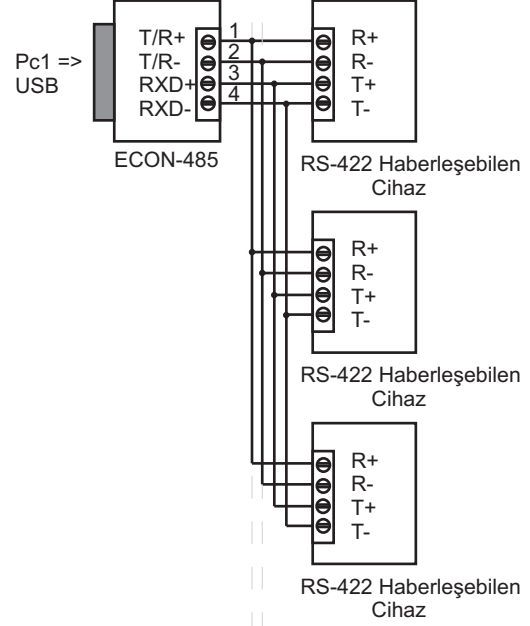 Pc1 =>
USB
T/R+
T/R-
RXD+
RXD-
1
2
3
4
ECON-485
R+
R-
T+
T-
RS-422 Haberleşebilen
Cihaz
R+
R-
T+
T-
RS-422 Haberleşebilen
Cihaz
R+
R-
T+
T-
RS-422 Haberleşebilen
Cihaz